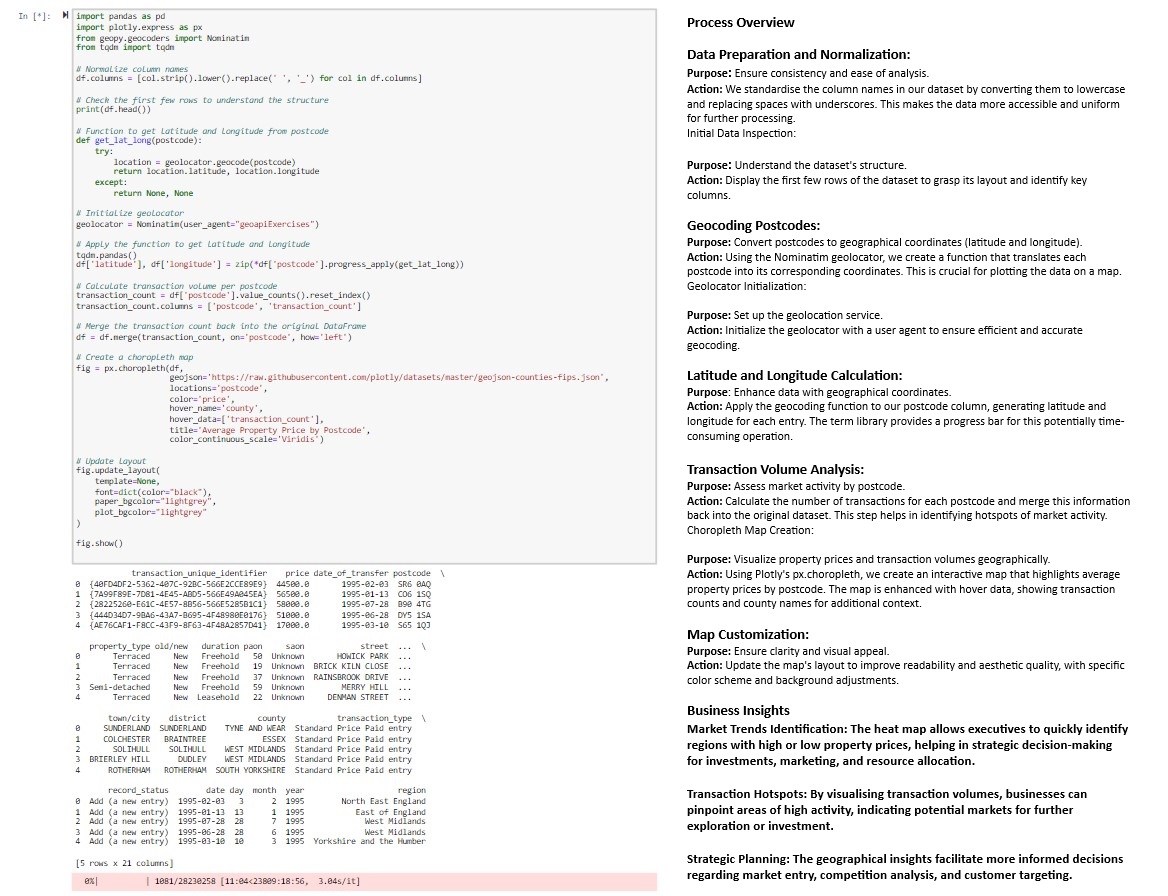 In [*]:
import pandas as pd
import plotly.express as px
from geopy.geocoders import Nominatim
from tqdm import tqdm
# Normalize column names
df.columns = [col.strip().lower().replace(' ', '_') for col in df.columns]
# Check the first few rows to understand the structure
print(df.head())
# Function to get latitude and longitude from postcode
def get_lat_long(postcode):
    try:
        location = geolocator.geocode(postcode)
        return location.latitude, location.longitude
    except:
        return None, None
# Initialize geolocator
geolocator = Nominatim(user_agent="geoapiExercises")
# Apply the function to get latitude and longitude
tqdm.pandas()
df['latitude'], df['longitude'] = zip(*df['postcode'].progress_apply(get_lat_long))
# Calculate transaction volume per postcode
transaction_count = df['postcode'].value_counts().reset_index()
transaction_count.columns = ['postcode', 'transaction_count']
# Merge the transaction count back into the original DataFrame
df = df.merge(transaction_count, on='postcode', how='left')
# Create a choropleth map
fig = px.choropleth(df,
                    geojson='https://raw.githubusercontent.com/plotly/datasets/master/geojson-counties-fips.json',
                    locations='postcode',
                    color='price',
                    hover_name='county',
                    hover_data=['transaction_count'],
                    title='Average Property Price by Postcode',
                    color_continuous_scale='Viridis')
# Update layout
fig.update_layout(
    template=None,
    font=dict(color="black"),
    paper_bgcolor="lightgrey",
    plot_bgcolor="lightgrey"
)
fig.show()
transaction_unique_identifier price date_of_transfer postcode \
0 {40FD4DF2-5362-407C-92BC-566E2CCE89E9} 44500.0 1995-02-03 SR6 0AQ
1 {7A99F89E-7D81-4E45-ABD5-566E49A045EA} 56500.0 1995-01-13 CO6 1SQ
2 {28225260-E61C-4E57-8B56-566E5285B1C1} 58000.0 1995-07-28 B90 4TG
3 {444D34D7-9BA6-43A7-B695-4F48980E0176} 51000.0 1995-06-28 DY5 1SA
4 {AE76CAF1-F8CC-43F9-8F63-4F48A2857D41} 17000.0 1995-03-10 S65 1QJ
property_type old/new duration paon saon street ... \
0 Terraced New Freehold 50 Unknown HOWICK PARK ...
1 Terraced New Freehold 19 Unknown BRICK KILN CLOSE ...
2 Terraced New Freehold 37 Unknown RAINSBROOK DRIVE ...
3 Semi-detached New Freehold 59 Unknown MERRY HILL ...
4 Terraced New Leasehold 22 Unknown DENMAN STREET ...
town/city district county transaction_type \
0 SUNDERLAND SUNDERLAND TYNE AND WEAR Standard Price Paid entry
1 COLCHESTER BRAINTREE ESSEX Standard Price Paid entry
2 SOLIHULL SOLIHULL WEST MIDLANDS Standard Price Paid entry
3 BRIERLEY HILL DUDLEY WEST MIDLANDS Standard Price Paid entry
4 ROTHERHAM ROTHERHAM SOUTH YORKSHIRE Standard Price Paid entry
record_status date day month year region
0 Add (a new entry) 1995-02-03 3 2 1995 North East England
1 Add (a new entry) 1995-01-13 13 1 1995 East of England
2 Add (a new entry) 1995-07-28 28 7 1995 West Midlands
3 Add (a new entry) 1995-06-28 28 6 1995 West Midlands
4 Add (a new entry) 1995-03-10 10 3 1995 Yorkshire and the Humber
[5 rows x 21 columns]
0%| | 1081/28230258 [11:04<23809:18:56, 3.04s/it]
Process Overview
Data Preparation and Normalization:
Purpose: Ensure consistency and ease of analysis.
Action: We standardise the column names in our dataset by converting them to lowercase
and replacing spaces with underscores. This makes the data more accessible and uniform
for further processing.
Initial Data Inspection:
Purpose: Understand the dataset's structure.
Action: Display the first few rows of the dataset to grasp its layout and identify key
columns.
Geocoding Postcodes:
Purpose: Convert postcodes to geographical coordinates (latitude and longitude).
Action: Using the Nominatim geolocator, we create a function that translates each
postcode into its corresponding coordinates. This is crucial for plotting the data on a map.
Geolocator Initialization:
Purpose: Set up the geolocation service.
Action: Initialize the geolocator with a user agent to ensure efficient and accurate
geocoding.
Latitude and Longitude Calculation:
Purpose: Enhance data with geographical coordinates.
Action: Apply the geocoding function to our postcode column, generating latitude and
longitude for each entry. The term library provides a progress bar for this potentially time-
consuming operation.
Transaction Volume Analysis:
Purpose: Assess market activity by postcode.
Action: Calculate the number of transactions for each postcode and merge this information
back into the original dataset. This step helps in identifying hotspots of market activity.
Choropleth Map Creation:
Purpose: Visualize property prices and transaction volumes geographically.
Action: Using Plotly's px.choropleth, we create an interactive map that highlights average
property prices by postcode. The map is enhanced with hover data, showing transaction
counts and county names for additional context.
Map Customization:
Purpose: Ensure clarity and visual appeal.
Action: Update the map's layout to improve readability and aesthetic quality, with specific
color scheme and background adjustments.
Business Insights
Market Trends Identification: The heat map allows executives to quickly identify
regions with high or low property prices, helping in strategic decision-making
for investments, marketing, and resource allocation.
Transaction Hotspots: By visualising transaction volumes, businesses can
pinpoint areas of high activity, indicating potential markets for further
exploration or investment.
Strategic Planning: The geographical insights facilitate more informed decisions
regarding market entry, competition analysis, and customer targeting.